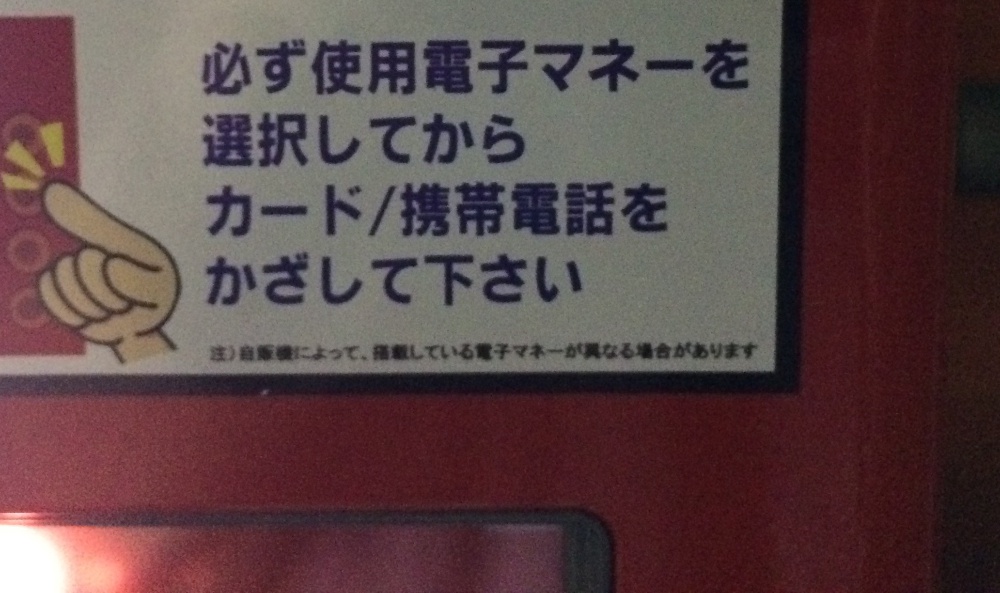 必ず使用電子マネーを
選択してから
カード/携帯電話を
かざして下さい
注）自販機によって、搭載している電子マネーが異なる場合があります